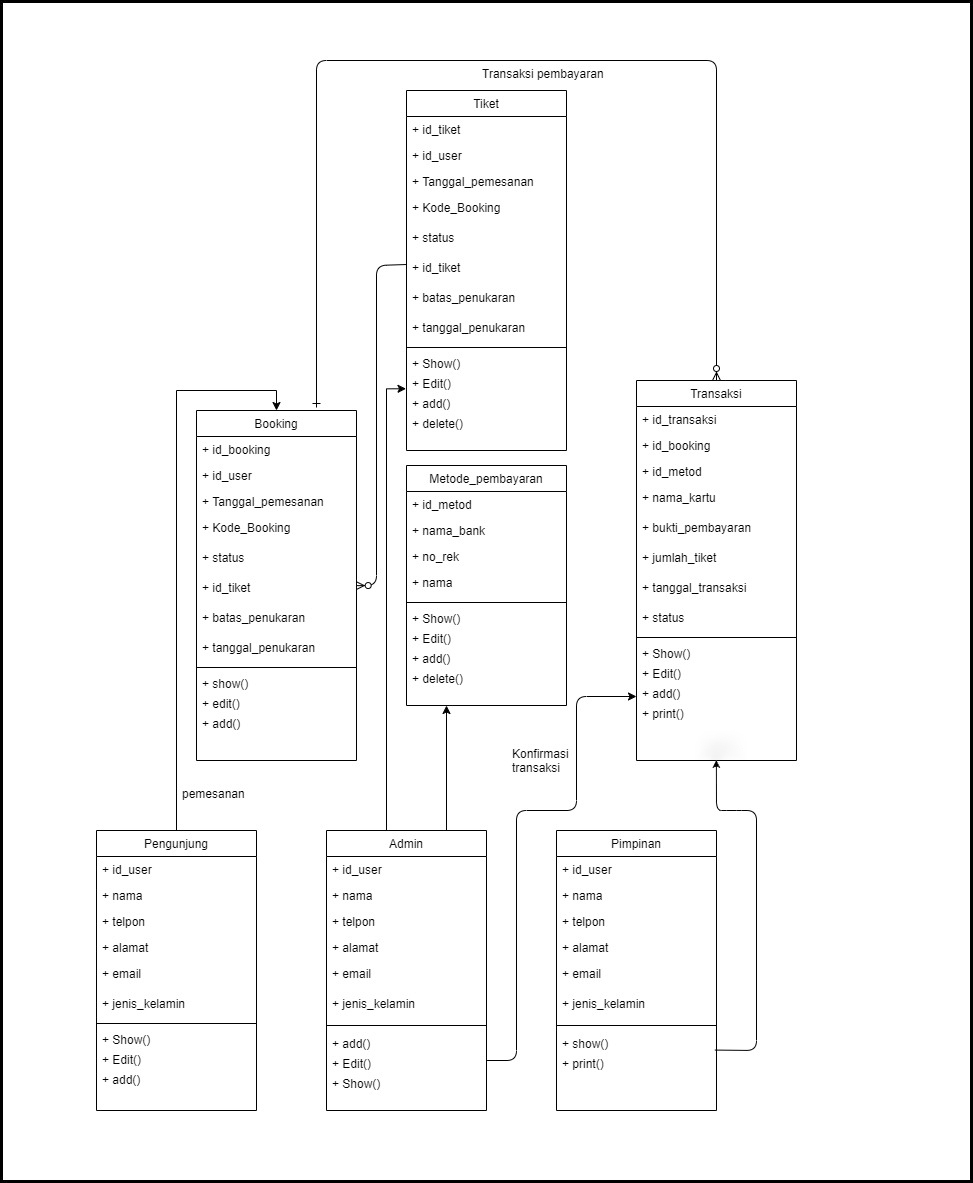 Transaksi pembayaran
Tiket
+ id_tiket
+ id_user
+ Tanggal_pemesanan
+ Kode_Booking
+ status
+ id_tiket
+ batas_penukaran
+ tanggal_penukaran
+ Show()
+ Edit()
+ add()
+ delete()
Booking
+ id_booking
+ id_user
+ Tanggal_pemesanan
+ Kode_Booking
+ status
+ id_tiket
+ batas_penukaran
+ tanggal_penukaran
+ show()
+ edit()
+ add()
Metode_pembayaran
+ id_metod
+ nama_bank
+ no_rek
+ nama
+ Show()
+ Edit()
+ add()
+ delete()
Transaksi
+ id_transaksi
+ id_booking
+ id_metod
+ nama_kartu
+ bukti_pembayaran
+ jumlah_tiket
+ tanggal_transaksi
+ status
+ Show()
+ Edit()
+ add()
+ print()
Konfirmasi
transaksi
pemesanan
Pengunjung
+ id_user
+ nama
+ telpon
+ alamat
+ email
+ jenis_kelamin
+ Show()
+ Edit()
+ add()
Admin
+ id_user
+ nama
+ telpon
+ alamat
+ email
+ jenis_kelamin
+ add()
+ Edit()
+ Show()
Pimpinan
+ id_user
+ nama
+ telpon
+ alamat
+ email
+ jenis_kelamin
+ show()
+ print()